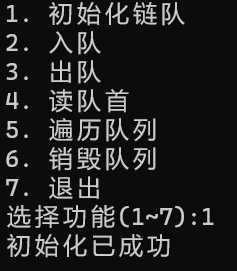 1. 初始化链队
2. 入队
3. 出队
4. 读队首
5. 遍历队列
6. 销毁队列
7. 退出
选择功能(1~7):1
初始化已成功